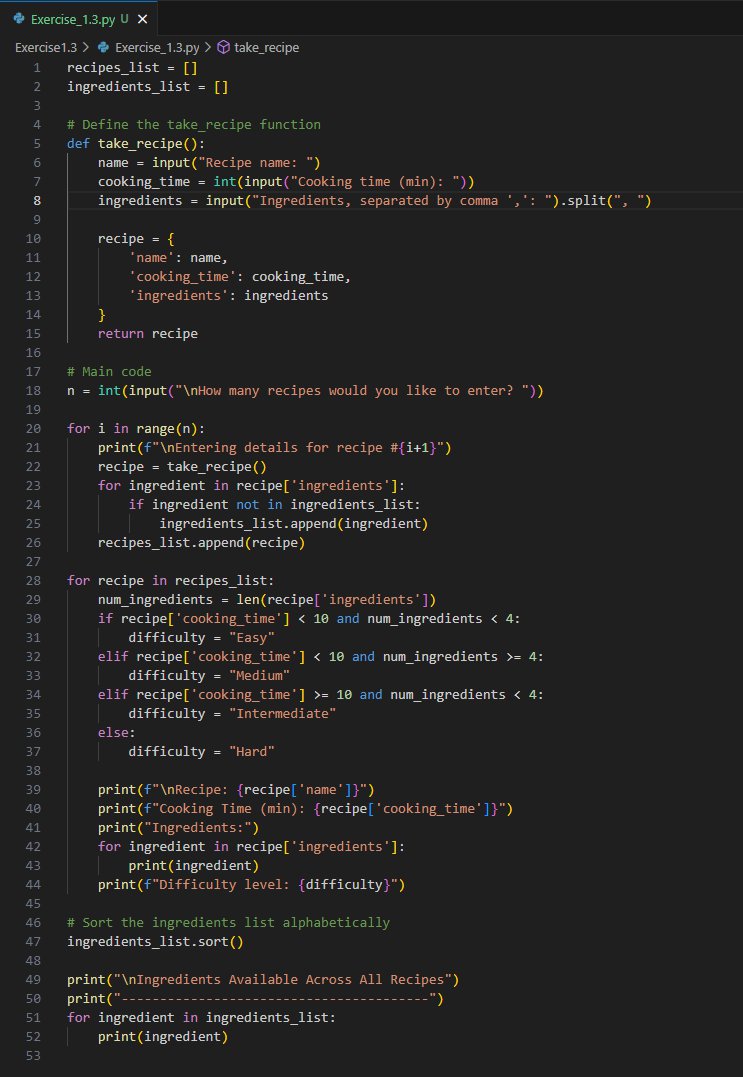 Exercise_1.3.py U
Exercise1.3 > Exercise_1.3.py > take_recipe
1 recipes_list = []
2 ingredients_list = []
3
4 # Define the take_recipe function
5 def take_recipe():
6     name = input("Recipe name: ")
7     cooking_time = int(input("Cooking time (min): "))
8     ingredients = input("Ingredients, separated by comma ',': ").split(", ")
9
10     recipe = {
11         'name': name,
12         'cooking_time': cooking_time,
13         'ingredients': ingredients
14     }
15     return recipe
16
17 # Main code
18 n = int(input("\nHow many recipes would you like to enter? "))
19
20 for i in range(n):
21     print(f"\nEntering details for recipe #{i+1}")
22     recipe = take_recipe()
23     for ingredient in recipe['ingredients']:
24         if ingredient not in ingredients_list:
25             ingredients_list.append(ingredient)
26     recipes_list.append(recipe)
27
28 for recipe in recipes_list:
29     num_ingredients = len(recipe['ingredients'])
30     if recipe['cooking_time'] < 10 and num_ingredients < 4:
31         difficulty = "Easy"
32     elif recipe['cooking_time'] < 10 and num_ingredients >= 4:
33         difficulty = "Medium"
34     elif recipe['cooking_time'] >= 10 and num_ingredients < 4:
35         difficulty = "Intermediate"
36     else:
37         difficulty = "Hard"
38
39     print(f"\nRecipe: {recipe['name']}")
40     print(f"Cooking Time (min): {recipe['cooking_time']}")
41     print("Ingredients:")
42     for ingredient in recipe['ingredients']:
43         print(ingredient)
44     print(f"Difficulty level: {difficulty}")
45
46 # Sort the ingredients list alphabetically
47 ingredients_list.sort()
48
49 print("\nIngredients Available Across All Recipes")
50 print("----------------------------------------")
51 for ingredient in ingredients_list:
52     print(ingredient)
53